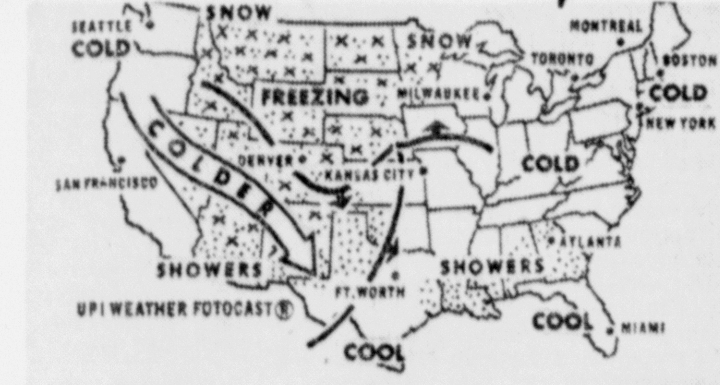 SNOW
SEATTLE
COLD
MONTREAL
SNOW
TORONTO
BOSTON
FREEZING
MILWAUKEE
COLD
NEW YORK
COLDER
DENVER
KANSAS CITY
COLD
SAN FRANCISCO
ATLANTA
SHOWERS
SHOWERS
FT. WORTH
UPI WEATHER FOTOCAST®
COOL
MIAMI
COOL